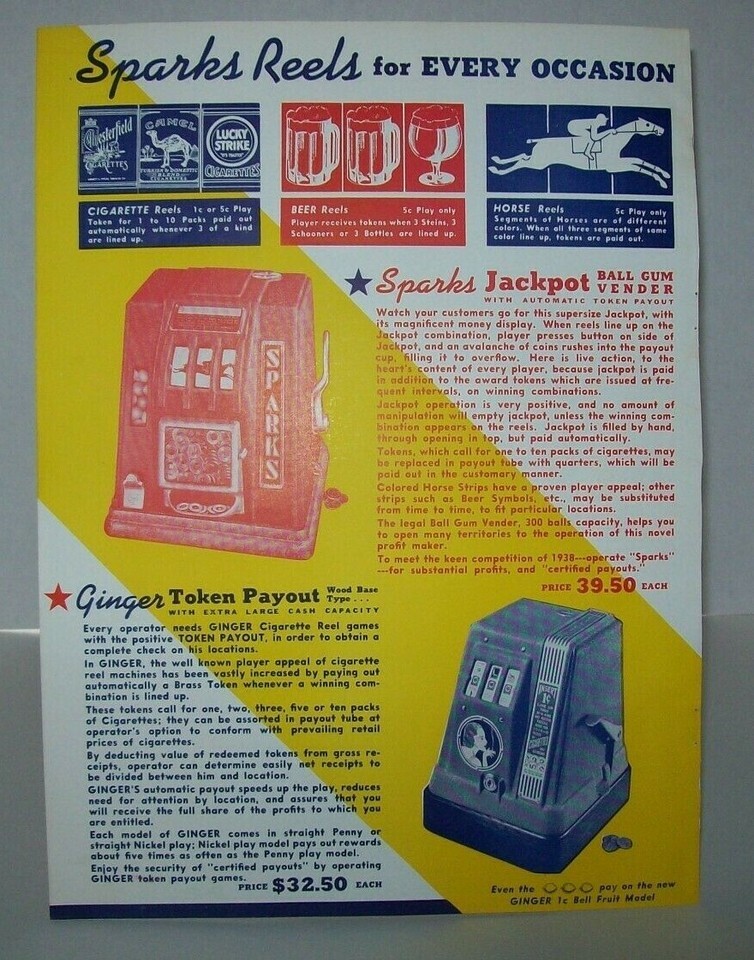 Sparks Reels for EVERY OCCASION
Chesterfield
CIGARETTES
CAMEL
TURKISH & DOMESTIC
BLEND
CIGARETTES
LUCKY
STRIKE
"IT'S TOASTED"
CIGARETTES
CIGARETTE Reels 1c or 5c Play
Token for 1 to 10 Packs paid out
automatically whenever 3 of a kind
are lined up.
BEER Reels 5c Play only
Player receives tokens when 3 Steins, 3
Schooners or 3 Bottles are lined up.
HORSE Reels 5c Play only
Segments of Horses are of different
colors. When all three segments of same
color line up, tokens are paid out.
Sparks Jackpot BALL GUM
VENDER
WITH AUTOMATIC TOKEN PAYOUT
Watch your customers go for this supersize Jackpot, with
its magnificent money display. When reels line up on the
Jackpot combination, player presses button on side of
Jackpot, and an avalanche of coins rushes into the payout
cup, filling it to overflow. Here is live action, to the
heart's content of every player, because jackpot is paid
in addition to the award tokens which are issued at fre-
quent intervals, on winning combinations.
Jackpot operation is very positive, and no amount of
manipulation will empty jackpot, unless the winning com-
bination appears on the reels. Jackpot is filled by hand,
through opening in top, but paid automatically.
Tokens, which call for one to ten packs of cigarettes, may
be replaced in payout tube with quarters, which will be
paid out in the customary manner.
Colored Horse Strips have a proven player appeal; other
strips such as Beer Symbols, etc., may be substituted
from time to time, to fit particular locations.
The legal Ball Gum Vender, 300 balls capacity, helps you
to open many territories to the operation of this novel
profit maker.
To meet the keen competition of 1938---operate "Sparks"
---for substantial profits, and "certified payouts."
PRICE 39.50 EACH
SPARKS
Ginger Token Payout Wood Base
Type . . .
WITH EXTRA LARGE CASH CAPACITY
Every operator needs GINGER Cigarette Reel games
with the positive TOKEN PAYOUT, in order to obtain a
complete check on his locations.
In GINGER, the well known player appeal of cigarette
reel machines has been vastly increased by paying out
automatically a Brass Token whenever a winning com-
bination is lined up.
These tokens call for one, two, three, five or ten packs
of Cigarettes; they can be assorted in payout tube at
operator's option to conform with prevailing retail
prices of cigarettes.
By deducting value of redeemed tokens from gross re-
ceipts, operator can determine easily net receipts to
be divided between him and location.
GINGER'S automatic payout speeds up the play, reduces
need for attention by location, and assures that you
will receive the full share of the profits to which you
are entitled.
Each model of GINGER comes in straight Penny or
straight Nickel play; Nickel play model pays out rewards
about five times as often as the Penny play model.
Enjoy the security of "certified payouts" by operating
GINGER token payout games.
PRICE $32.50 EACH
INSERT
1c
Even the pay on the new
GINGER 1c Bell Fruit Model